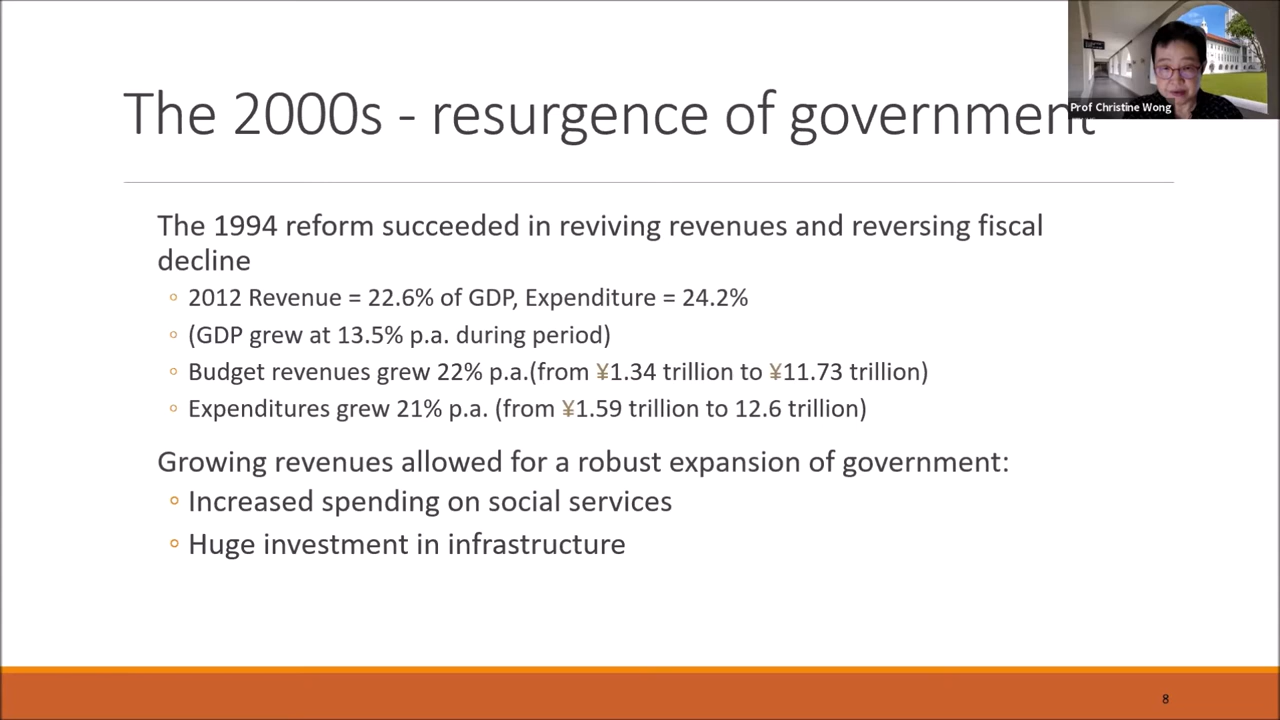 The 2000s - resurgence of government
Prof Christine Wong
The 1994 reform succeeded in reviving revenues and reversing fiscal
decline
◦ 2012 Revenue = 22.6% of GDP, Expenditure = 24.2%
◦ (GDP grew at 13.5% p.a. during period)
◦ Budget revenues grew 22% p.a.(from ¥1.34 trillion to ¥11.73 trillion)
◦ Expenditures grew 21% p.a. (from ¥1.59 trillion to 12.6 trillion)
Growing revenues allowed for a robust expansion of government:
◦ Increased spending on social services
◦ Huge investment in infrastructure
8